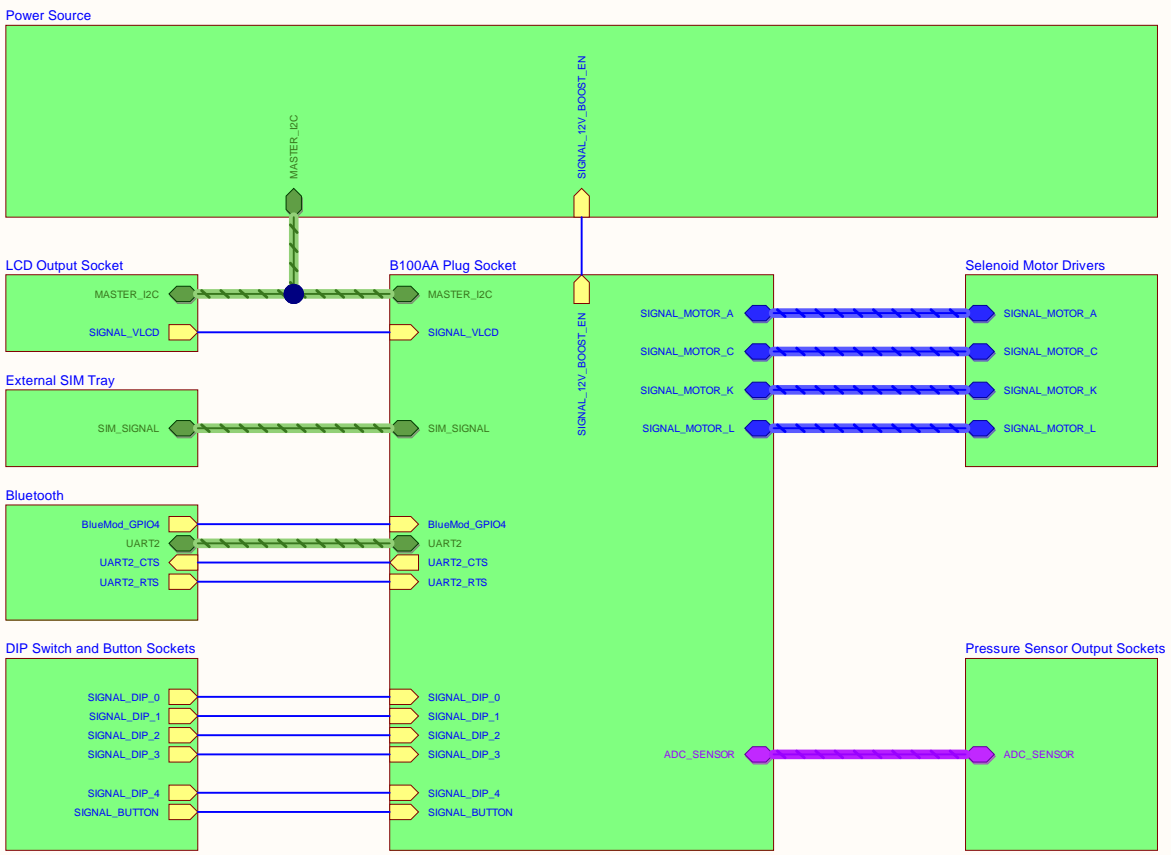 Power Source
MASTER_I2C
SIGNAL_12V_BOOST_EN
LCD Output Socket
MASTER_I2C
SIGNAL_VLCD
B100AA Plug Socket
MASTER_I2C
SIGNAL_VLCD
SIGNAL_12V_BOOST_EN
SIGNAL_MOTOR_A
SIGNAL_MOTOR_C
SIGNAL_MOTOR_K
SIGNAL_MOTOR_L
Selenoid Motor Drivers
SIGNAL_MOTOR_A
SIGNAL_MOTOR_C
SIGNAL_MOTOR_K
SIGNAL_MOTOR_L
External SIM Tray
SIM_SIGNAL
SIM_SIGNAL
Bluetooth
BlueMod_GPIO4
UART2
UART2_CTS
UART2_RTS
BlueMod_GPIO4
UART2
UART2_CTS
UART2_RTS
DIP Switch and Button Sockets
SIGNAL_DIP_0
SIGNAL_DIP_1
SIGNAL_DIP_2
SIGNAL_DIP_3
SIGNAL_DIP_4
SIGNAL_BUTTON
SIGNAL_DIP_0
SIGNAL_DIP_1
SIGNAL_DIP_2
SIGNAL_DIP_3
SIGNAL_DIP_4
SIGNAL_BUTTON
ADC_SENSOR
Pressure Sensor Output Sockets
ADC_SENSOR